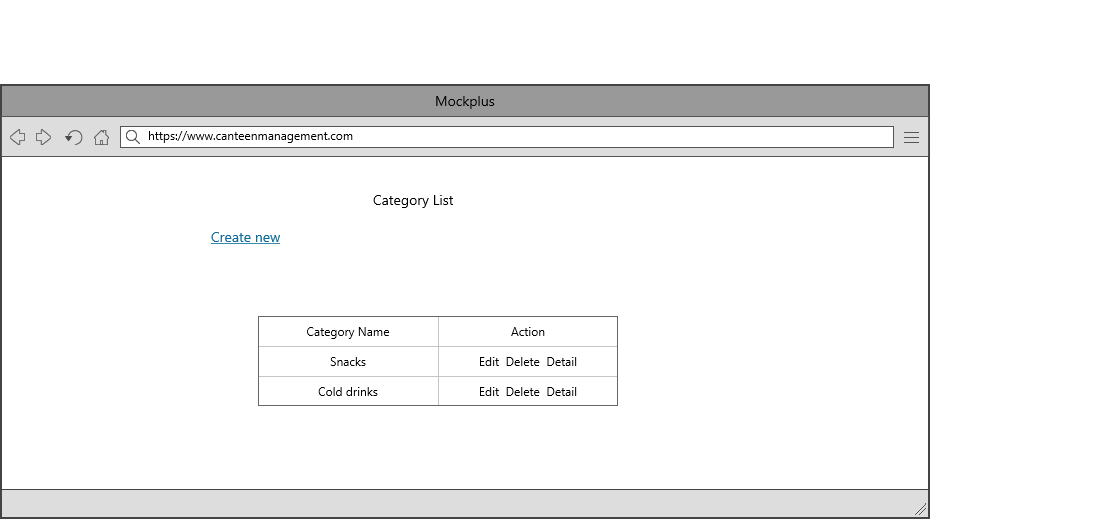 Mockplus
https://www.canteenmanagement.com
Category List
Create new
Category Name Action
Snacks Edit Delete Detail
Cold drinks Edit Delete Detail